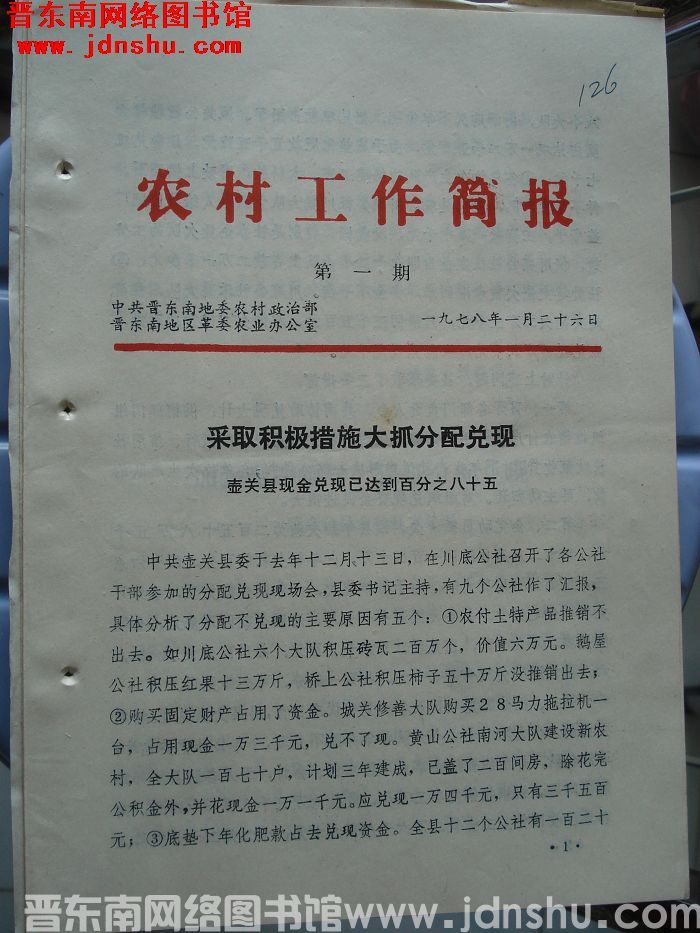 晋东南网络图书馆
www.jdnshu.com
126
农村工作简报
第一期
中共晋东南地委农村政治部
晋东南地区革委农业办公室
一九七八年一月二十六日
采取积极措施大抓分配兑现
壶关县现金兑现已达到百分之八十五
中共壶关县委于去年十二月十三日，在川底公社召开了各公社
干部参加的分配兑现现场会，县委书记主持，有九个公社作了汇报，
具体分析了分配不兑现的主要原因有五个：①农付土特产品推销不
出去。如川底公社六个大队积压砖瓦二百万个，价值六万元。鹅屋
公社积压红果十三万斤，桥上公社积压柿子五十万斤没推销出去；
②购买固定财产占用了资金。城关修善大队购买２８马力拖拉机一
台，占用现金一万三千元，兑不了现。黄山公社南河大队建设新农
村，全大队一百七十户，计划三年建成，已盖了二百间房，除花完
公积金外，并花现金一万一千元。应兑现一万四千元，只有三千五百
元；③底垫下年化肥款占去兑现资金。全县十二个公社有一百二十
·1·
晋东南网络图书馆 www.jdnshu.com